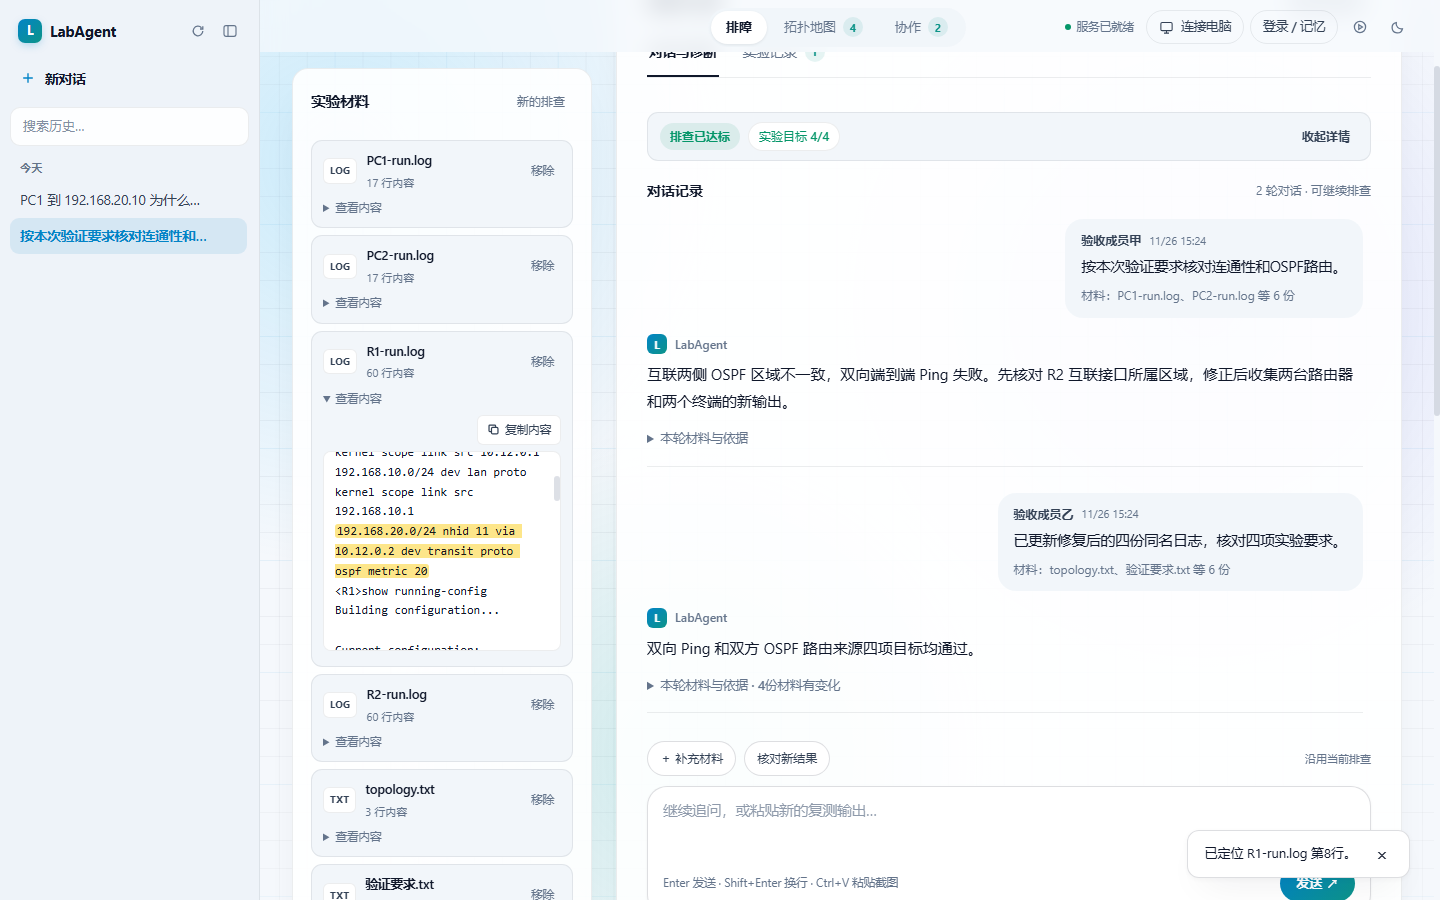 L LabAgent
新对话
搜索历史...
今天
PC1 到 192.168.20.10 为什么...
按本次验证要求核对连通性和...
排障
拓扑地图 4
协作 2
服务已就绪
连接电脑
登录 / 记忆
实验材料
新的排查
LOG
PC1-run.log
17 行内容
移除
查看内容
LOG
PC2-run.log
17 行内容
移除
查看内容
LOG
R1-run.log
60 行内容
移除
查看内容
复制内容
kernel scope link src 10.12.0.1
192.168.10.0/24 dev lan proto
kernel scope link src
192.168.10.1
192.168.20.0/24 nhid 11 via
10.12.0.2 dev transit proto
ospf metric 20
<R1>show running-config
Building configuration...
Current configuration:
LOG
R2-run.log
60 行内容
移除
查看内容
TXT
topology.txt
3 行内容
移除
查看内容
TXT
验证要求.txt
移除
对话与诊断
实验记录 1
排查已达标
实验目标 4/4
收起详情
对话记录
2 轮对话 · 可继续排查
验收成员甲 11/26 15:24
按本次验证要求核对连通性和OSPF路由。
材料：PC1-run.log、PC2-run.log 等 6 份
L LabAgent
互联两侧 OSPF 区域不一致，双向端到端 Ping 失败。先核对 R2 互联接口所属区域，修正后收集两台路由器
和两个终端的新输出。
本轮材料与依据
验收成员乙 11/26 15:24
已更新修复后的四份同名日志，核对四项实验要求。
材料：topology.txt、验证要求.txt 等 6 份
L LabAgent
双向 Ping 和双方 OSPF 路由来源四项目标均通过。
本轮材料与依据 · 4份材料有变化
+ 补充材料
核对新结果
沿用当前排查
继续追问，或粘贴新的复测输出...
Enter 发送 · Shift+Enter 换行 · Ctrl+V 粘贴截图
发送 ↗
已定位 R1-run.log 第8行。 ×